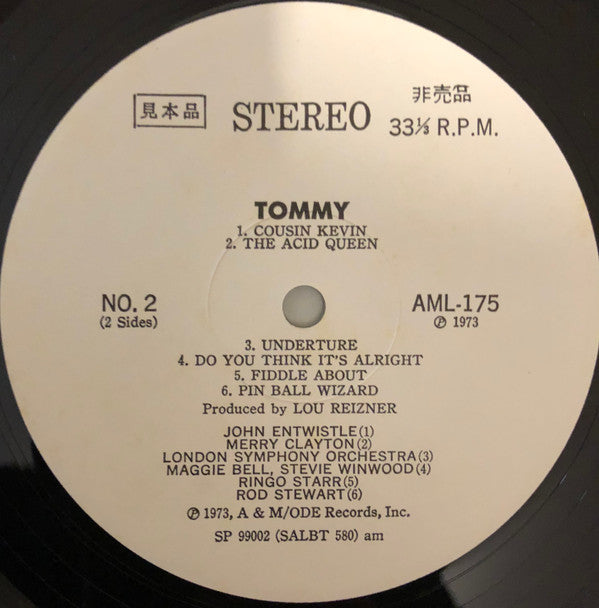 見本品
STEREO
非売品
33⅓ R.P.M.
TOMMY
1. COUSIN KEVIN
2. THE ACID QUEEN
NO. 2
(2 Sides)
AML-175
Ⓟ 1973
3. UNDERTURE
4. DO YOU THINK IT'S ALRIGHT
5. FIDDLE ABOUT
6. PIN BALL WIZARD
Produced by LOU REIZNER
JOHN ENTWISTLE(1)
MERRY CLAYTON(2)
LONDON SYMPHONY ORCHESTRA(3)
MAGGIE BELL, STEVIE WINWOOD(4)
RINGO STARR(5)
ROD STEWART(6)
Ⓟ 1973, A & M/ODE Records, Inc.
SP 99002 (SALBT 580) am